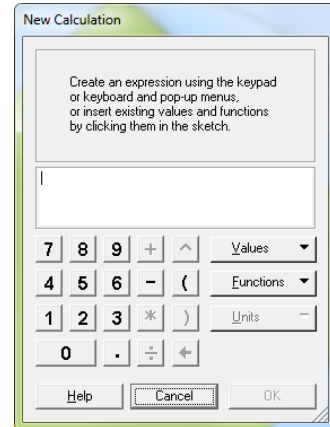 New Calculation
Create an expression using the keypad
or keyboard and pop-up menus,
or insert existing values and functions
by clicking them in the sketch.
7 8 9 + ^ Values
4 5 6 - ( Functions
1 2 3 * ) Units
0 . ÷ ←
Help Cancel OK